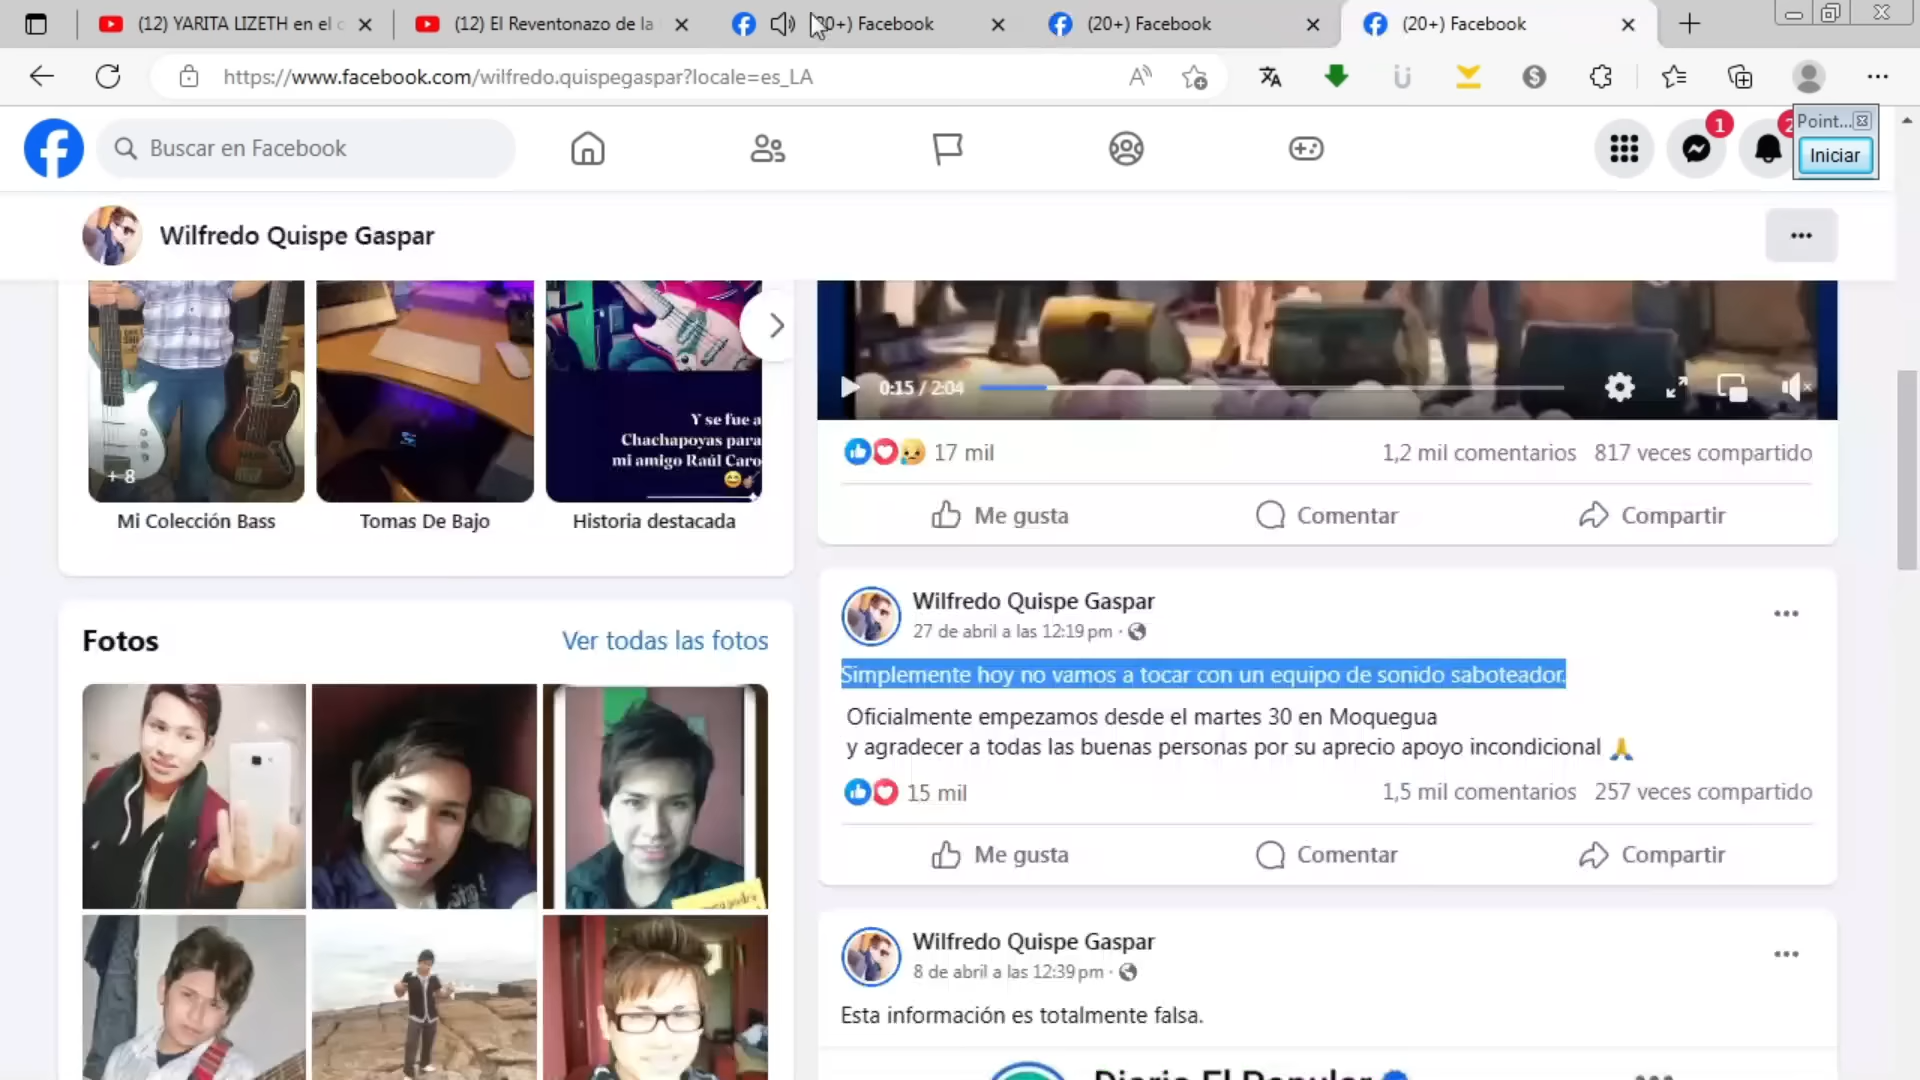 (12) YARITA LIZETH en el c
(12) El Reventonazo de la
0+) Facebook
(20+) Facebook
(20+) Facebook
https://www.facebook.com/wilfredo.quispegaspar?locale=es_LA
Buscar en Facebook
1
2
Point...
Iniciar
Wilfredo Quispe Gaspar
+ 8
Y se fue a
Chachapoyas para
mi amigo Raúl Caro
Mi Colección Bass
Tomas De Bajo
Historia destacada
Fotos
Ver todas las fotos
0:15 / 2:04
17 mil
1,2 mil comentarios
817 veces compartido
Me gusta
Comentar
Compartir
Wilfredo Quispe Gaspar
27 de abril a las 12:19 pm ·
Simplemente hoy no vamos a tocar con un equipo de sonido saboteador.
Oficialmente empezamos desde el martes 30 en Moquegua
y agradecer a todas las buenas personas por su aprecio apoyo incondicional 🙏
15 mil
1,5 mil comentarios
257 veces compartido
Me gusta
Comentar
Compartir
Wilfredo Quispe Gaspar
8 de abril a las 12:39 pm ·
Esta información es totalmente falsa.
Diario El Popular